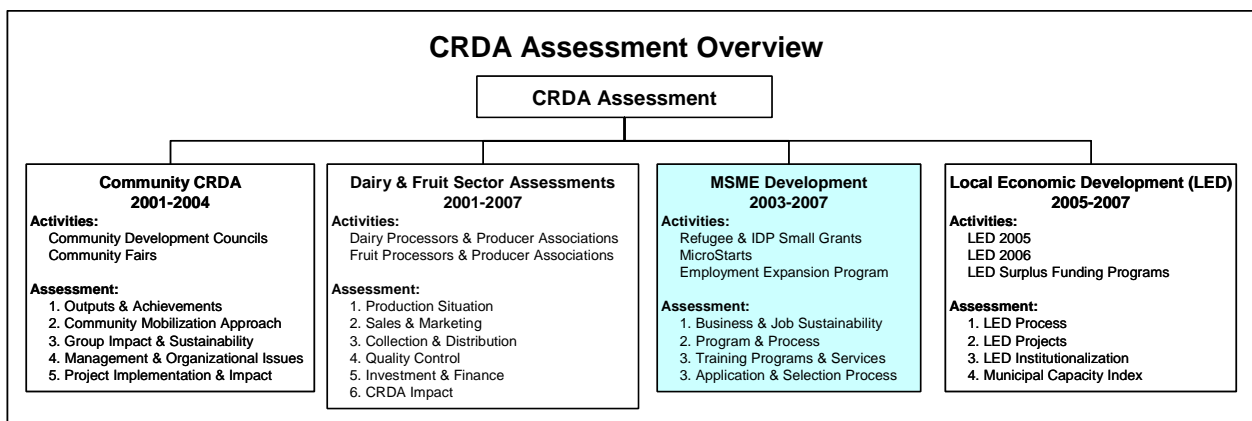 CRDA Assessment Overview
CRDA Assessment
Community CRDA
2001-2004
Activities:
Community Development Councils
Community Fairs
Assessment:
1. Outputs & Achievements
2. Community Mobilization Approach
3. Group Impact & Sustainability
4. Management & Organizational Issues
5. Project Implementation & Impact
Dairy & Fruit Sector Assessments
2001-2007
Activities:
Dairy Processors & Producer Associations
Fruit Processors & Producer Associations
Assessment:
1. Production Situation
2. Sales & Marketing
3. Collection & Distribution
4. Quality Control
5. Investment & Finance
6. CRDA Impact
MSME Development
2003-2007
Activities:
Refugee & IDP Small Grants
MicroStarts
Employment Expansion Program
Assessment:
1. Business & Job Sustainability
2. Program & Process
3. Training Programs & Services
3. Application & Selection Process
Local Economic Development (LED)
2005-2007
Activities:
LED 2005
LED 2006
LED Surplus Funding Programs
Assessment:
1. LED Process
2. LED Projects
3. LED Institutionalization
4. Municipal Capacity Index